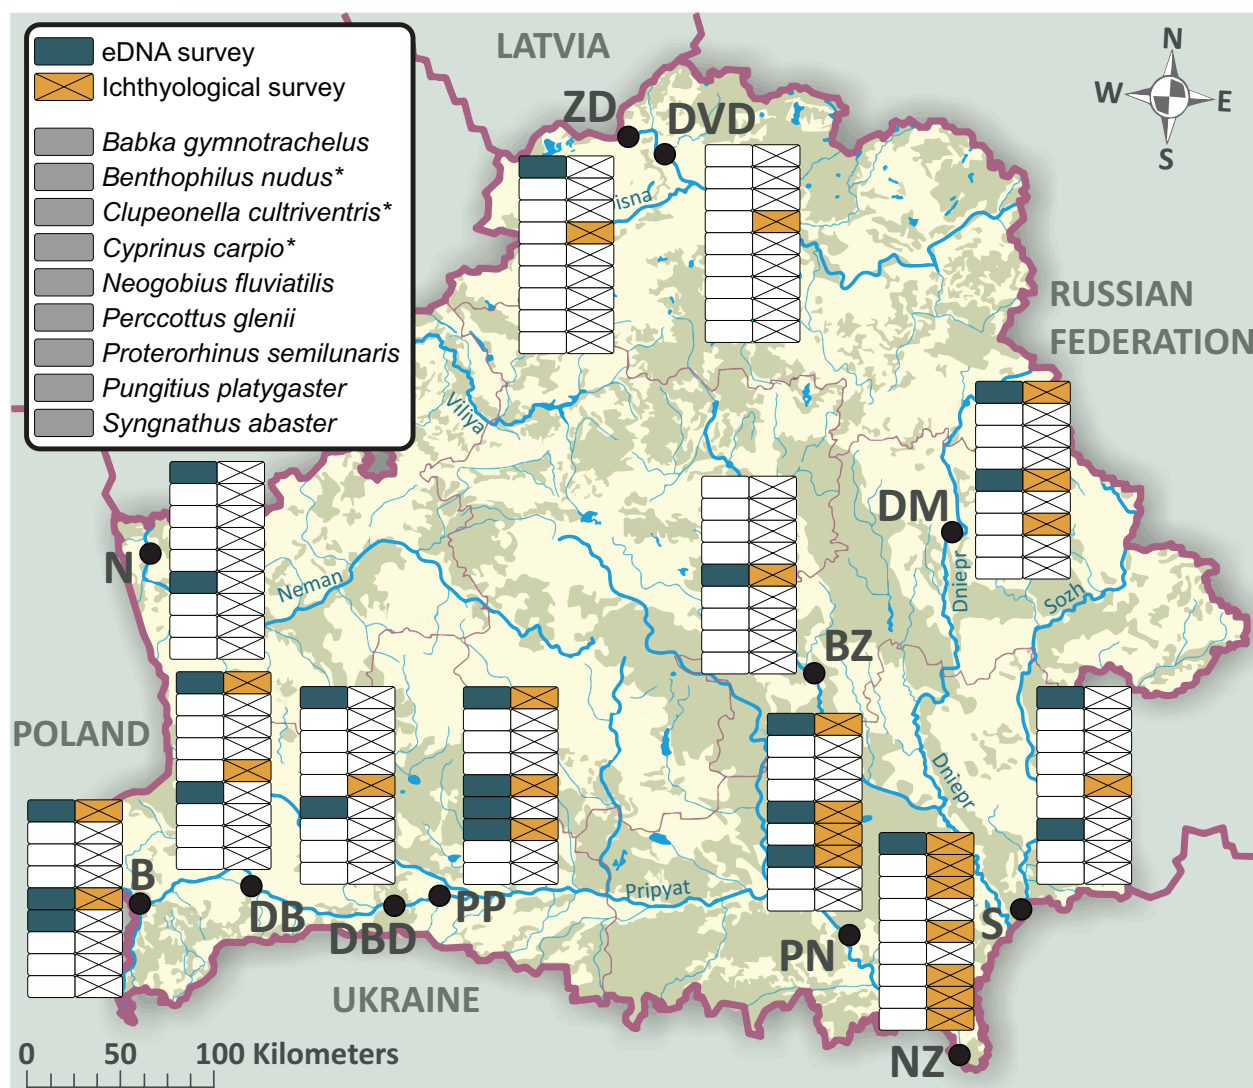 eDNA survey
Ichthyological survey
Babka gymnotrachelus
Benthophilus nudus*
Clupeonella cultriventris*
Cyprinus carpio*
Neogobius fluviatilis
Perccottus glenii
Proterorhinus semilunaris
Pungitius platygaster
Syngnathus abaster
LATVIA
N
W
E
S
ZD
DVD
isna
RUSSIAN
FEDERATION
Viliya
DM
N
Neman
Dniepr
Sozh
BZ
POLAND
Dniepr
B
DB
DBD
PP
Pripyat
S
PN
UKRAINE
NZ
0 50 100 Kilometers